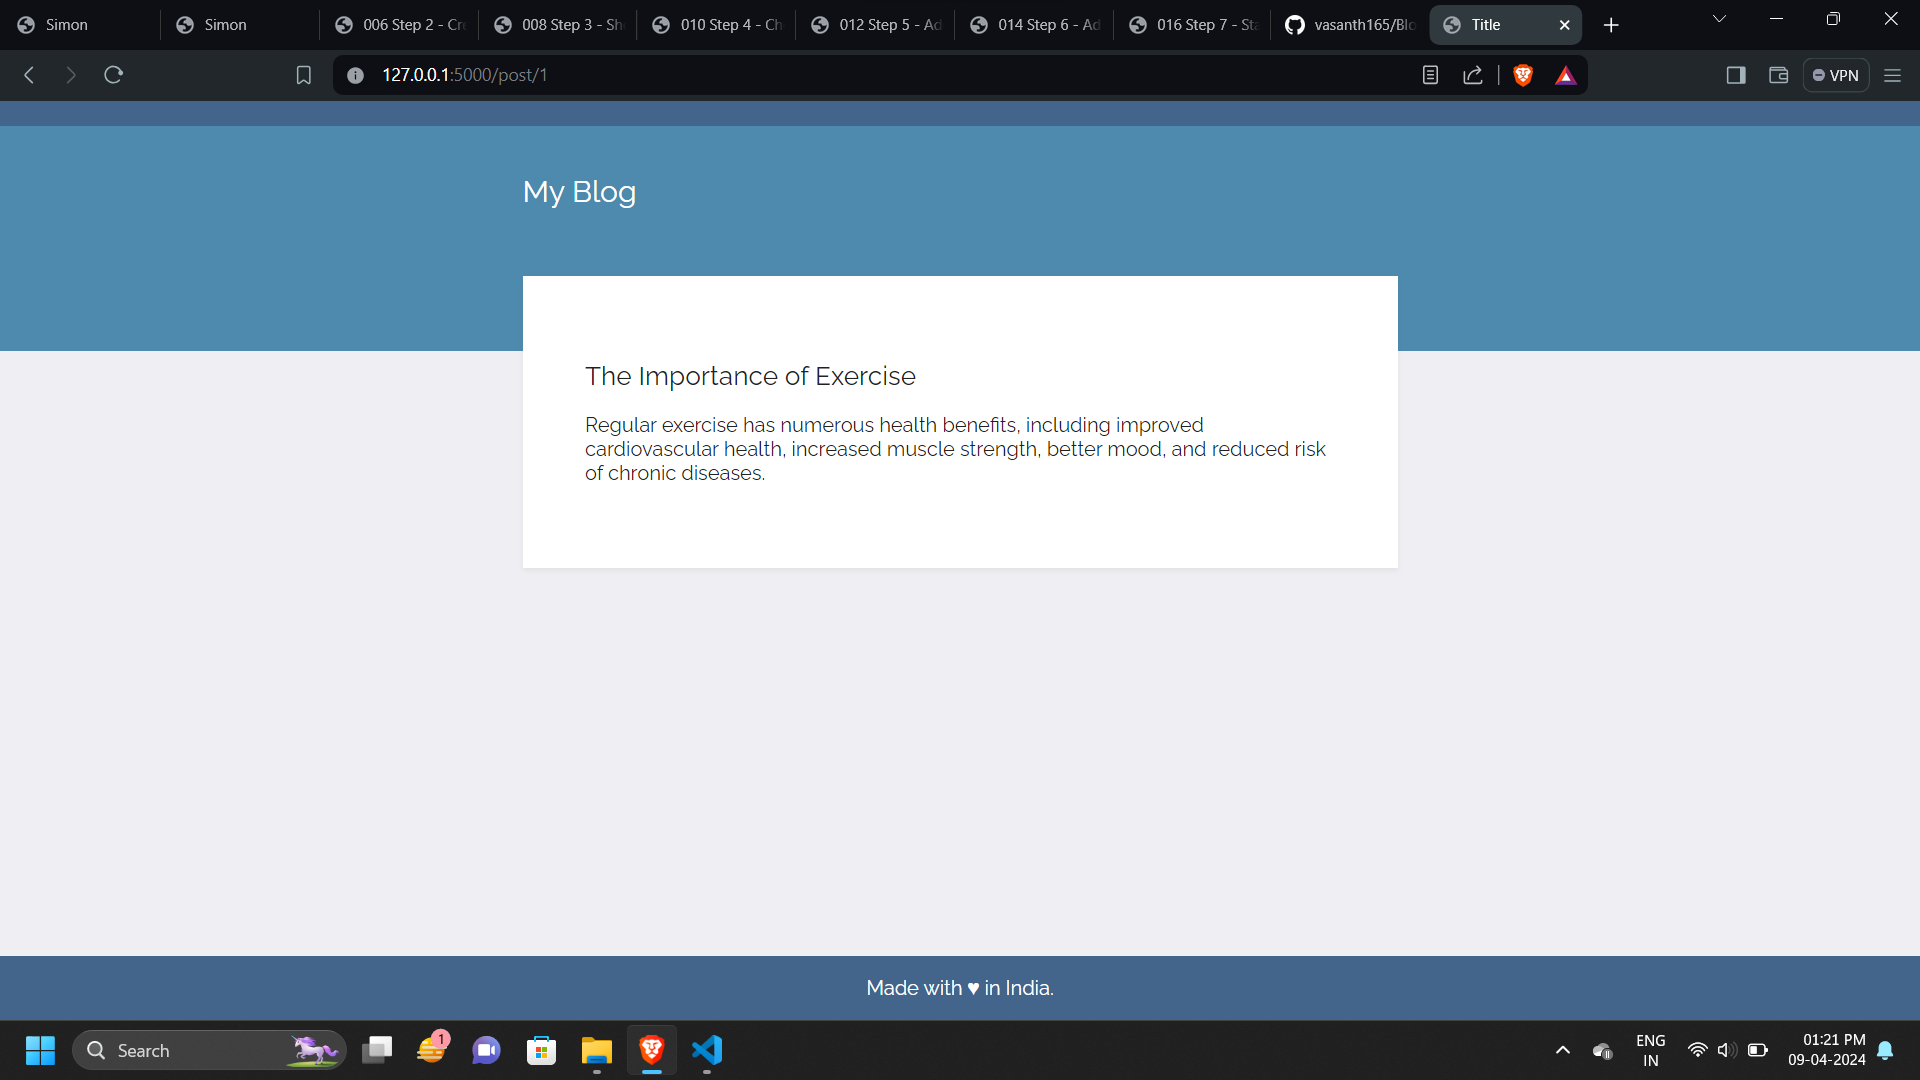 Simon
Simon
006 Step 2 - Cre
008 Step 3 - Sho
010 Step 4 - Ch
012 Step 5 - Ad
014 Step 6 - Ad
016 Step 7 - Sta
vasanth165/Blo
Title
127.0.0.1:5000/post/1
VPN
My Blog
The Importance of Exercise
Regular exercise has numerous health benefits, including improved
cardiovascular health, increased muscle strength, better mood, and reduced risk
of chronic diseases.
Made with ♥ in India.
Search
1
ENG
IN
01:21 PM
09-04-2024